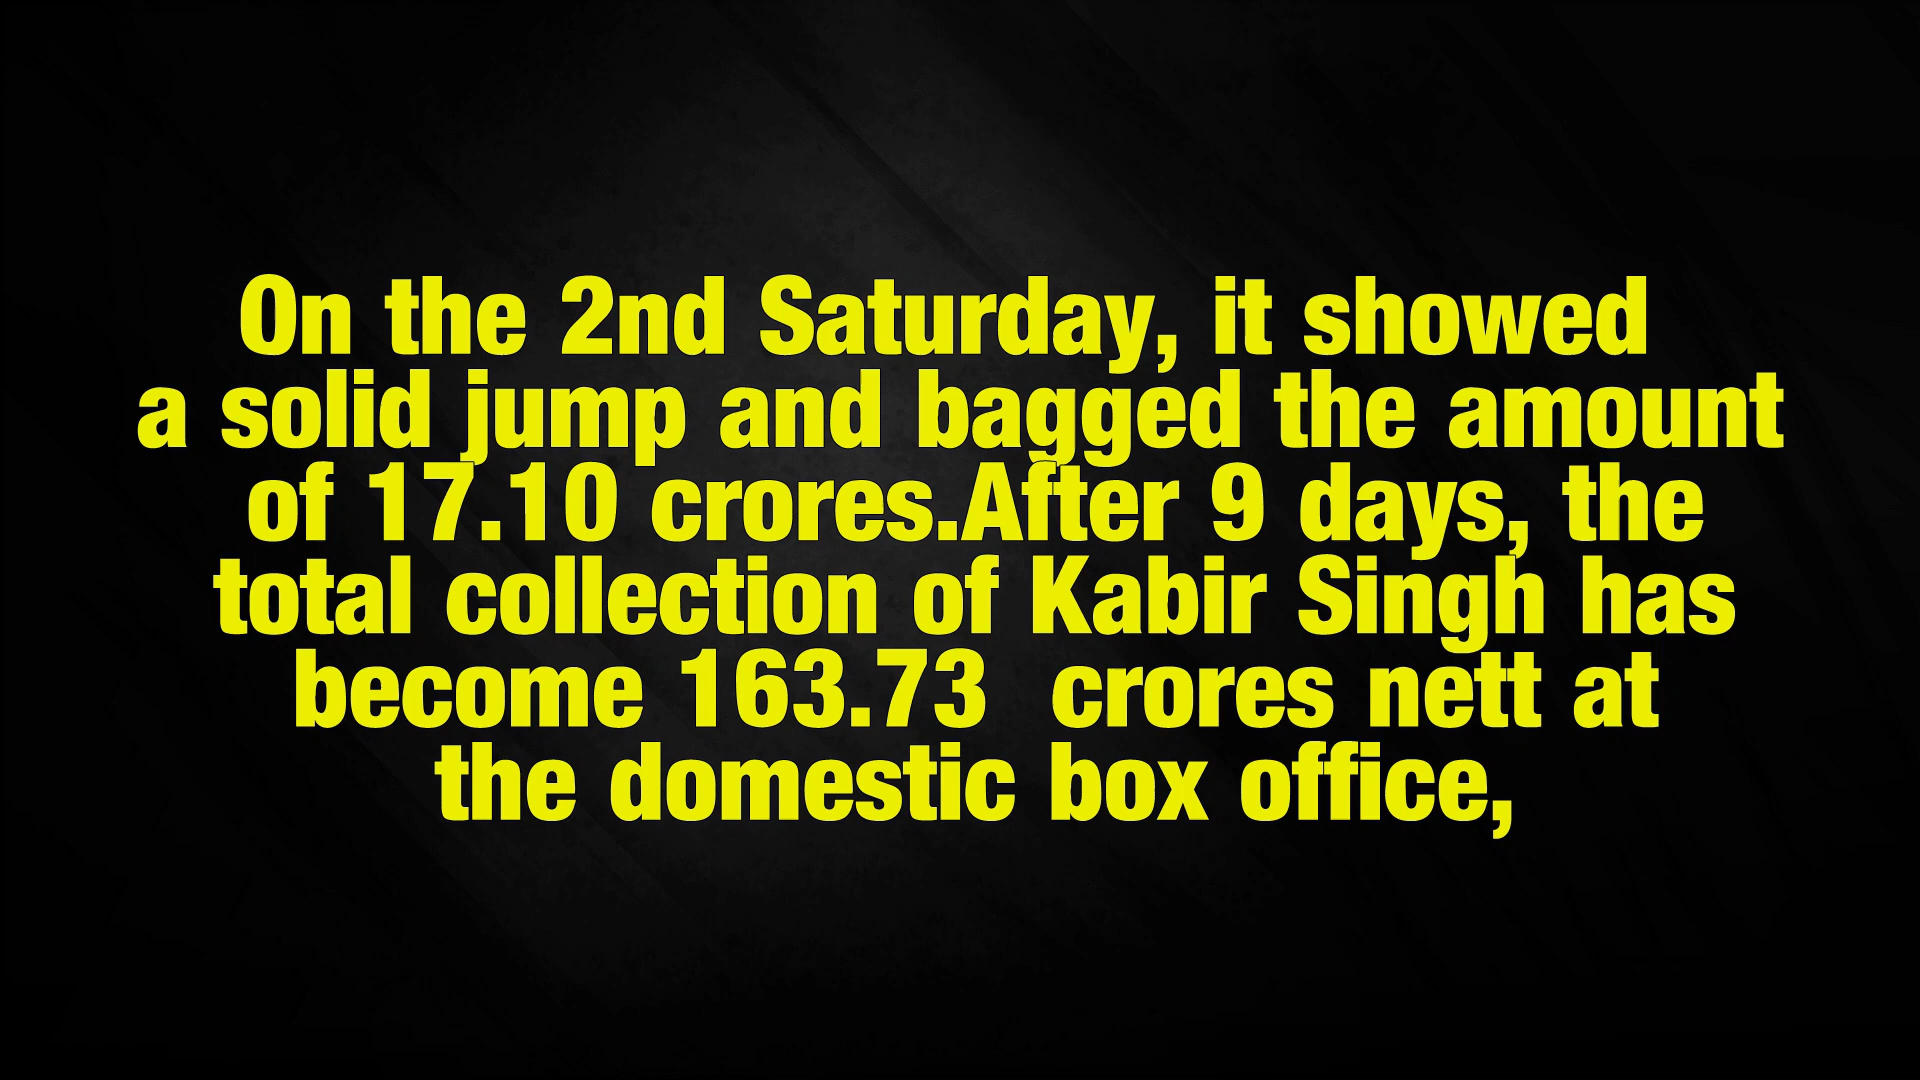 On the 2nd Saturday, it showed
a solid jump and bagged the amount
of 17.10 crores.After 9 days, the
total collection of Kabir Singh has
become 163.73  crores nett at
the domestic box office,